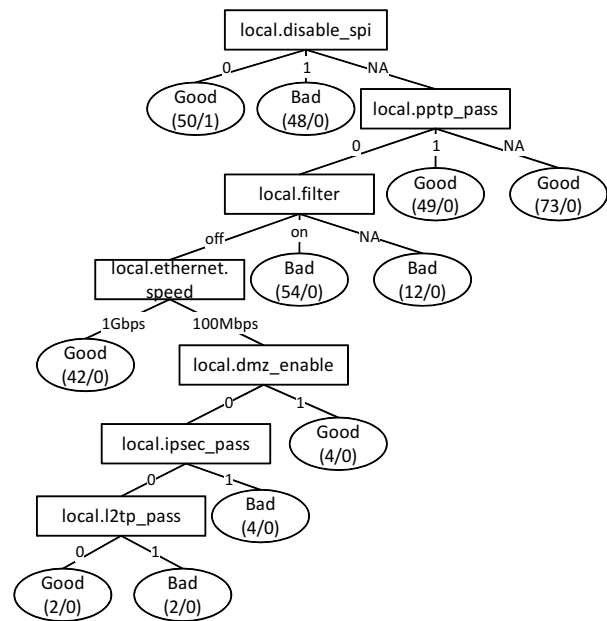 local.disable_spi
0
1
NA
Good
(50/1)
Bad
(48/0)
local.pptp_pass
0
1
NA
local.filter
Good
(49/0)
Good
(73/0)
off
on
NA
local.ethernet.
speed
Bad
(54/0)
Bad
(12/0)
1Gbps
100Mbps
Good
(42/0)
local.dmz_enable
0
1
local.ipsec_pass
Good
(4/0)
0
1
local.l2tp_pass
Bad
(4/0)
0
1
Good
(2/0)
Bad
(2/0)